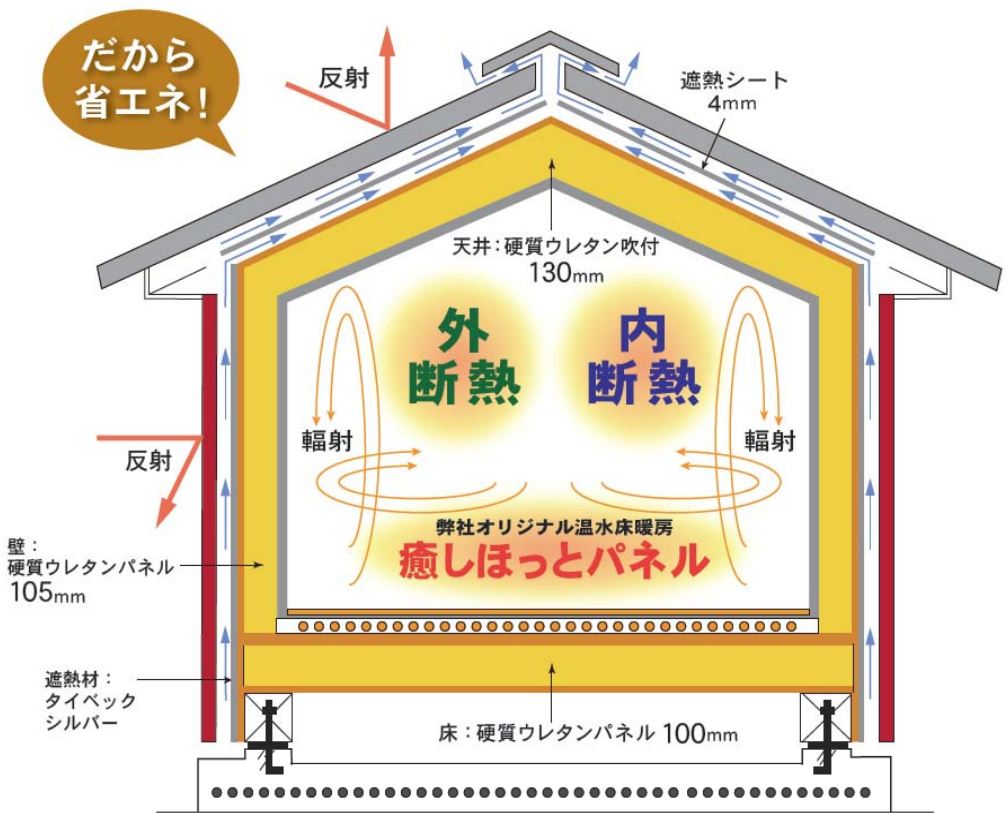 だから
省エネ!
反射
遮熱シート
4mm
天井:硬質ウレタン吹付
130mm
外
断熱
内
断熱
輻射
輻射
反射
弊社オリジナル温水床暖房
癒しほっとパネル
壁:
硬質ウレタンパネル
105mm
遮熱材:
タイベック
シルバー
床:硬質ウレタンパネル 100mm